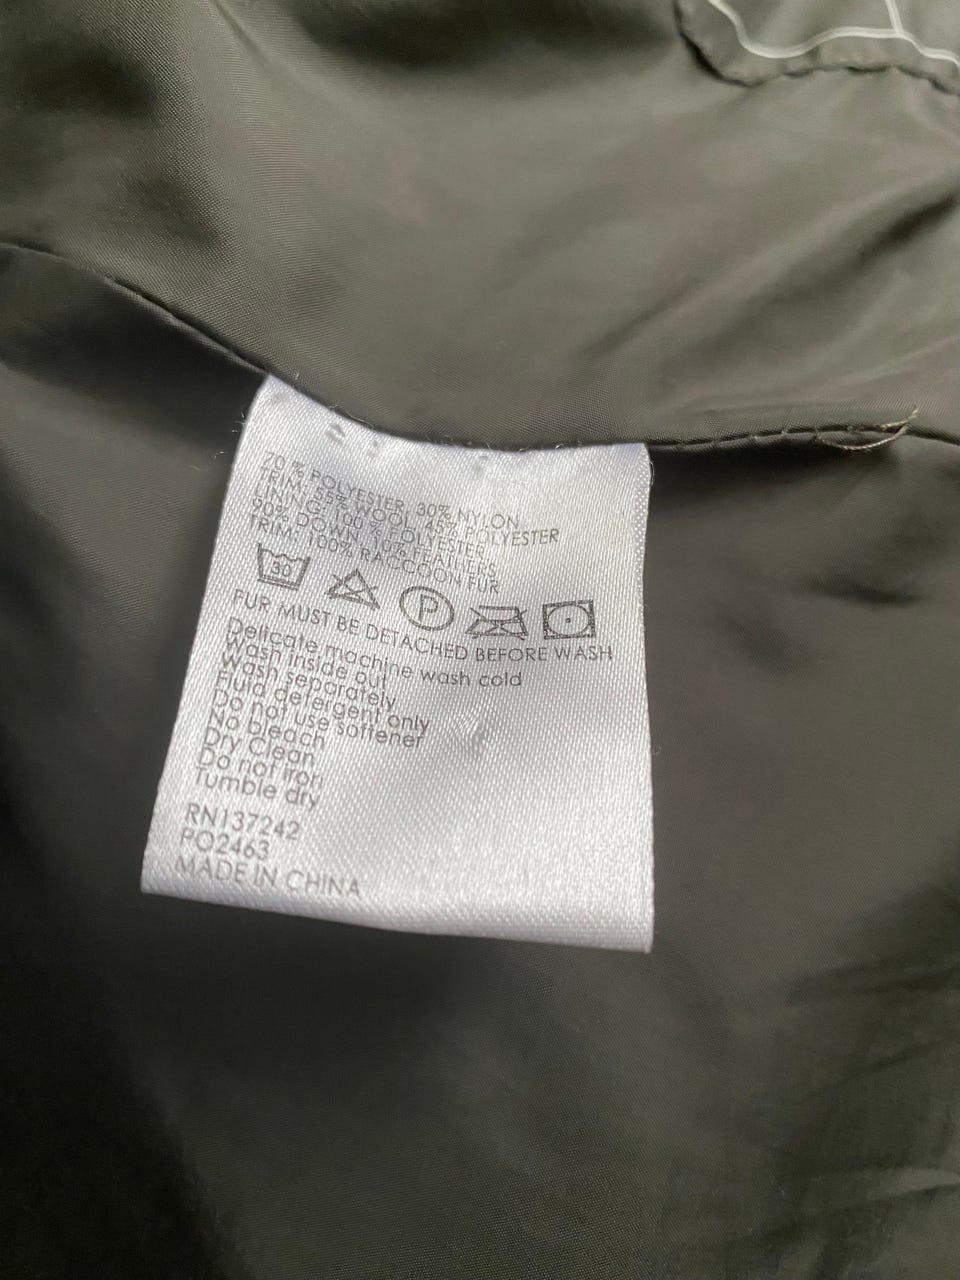 70 % POLYESTER, 30% NYLON
TRIM: 55% WOOL, 45% POLYESTER
LINING: 100 % POLYESTER
90% DOWN, 10% FEATHERS
TRIM: 100% RACCOON FUR
30
P
FUR MUST BE DETACHED BEFORE WASH
Delicate machine wash cold
Wash inside out
Wash separately
Fluid detergent only
Do not use softener
No bleach
Dry Clean
Do not iron
Tumble dry
RN137242
PO2463
MADE IN CHINA